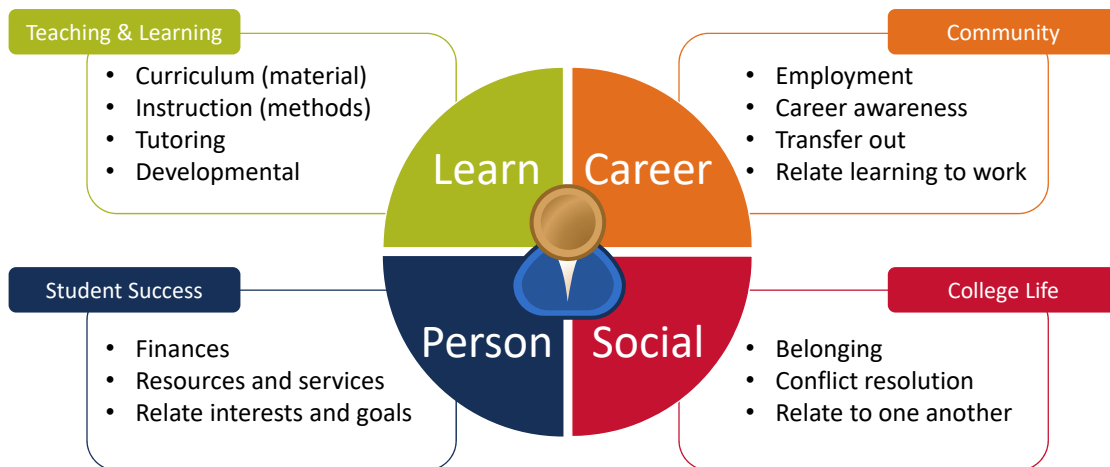 Teaching & Learning
• Curriculum (material)
• Instruction (methods)
• Tutoring
• Developmental
Community
• Employment
• Career awareness
• Transfer out
• Relate learning to work
Learn
Career
Person
Social
Student Success
• Finances
• Resources and services
• Relate interests and goals
College Life
• Belonging
• Conflict resolution
• Relate to one another